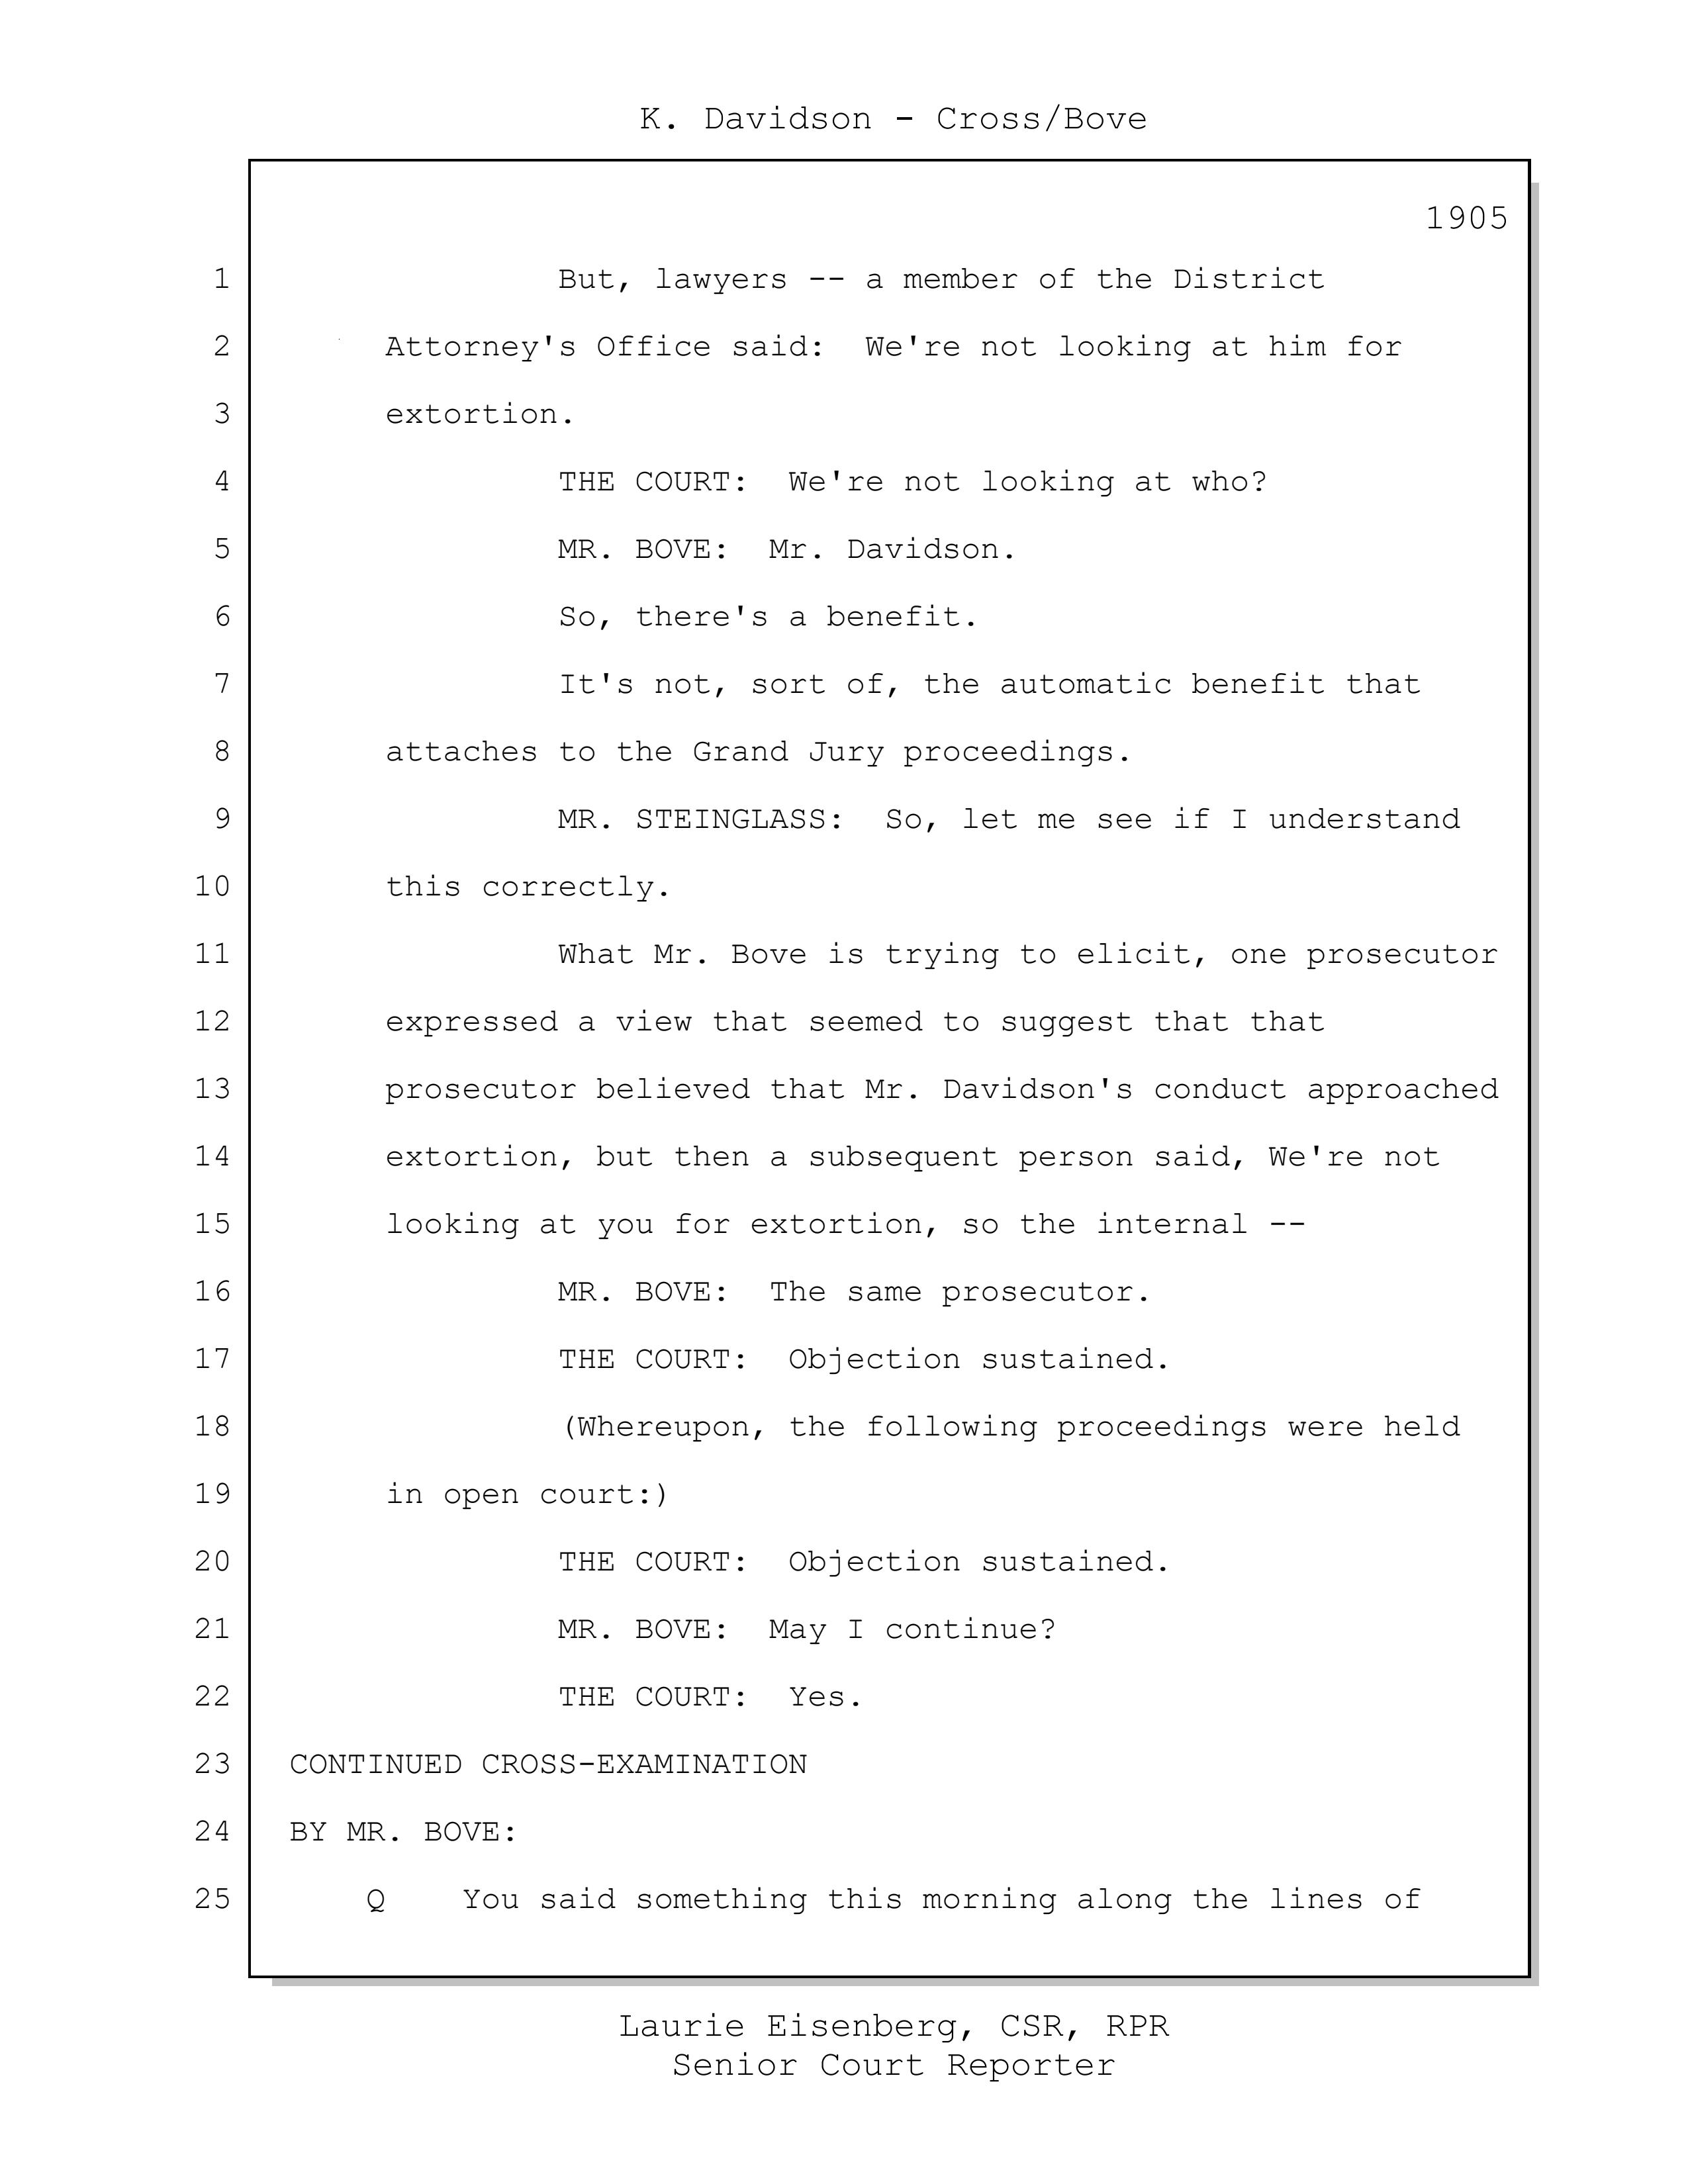 K. Davidson - Cross/Bove
1905
1 But, lawyers -- a member of the District
2 Attorney's Office said: We're not looking at him for
3 extortion.
4 THE COURT: We're not looking at who?
5 MR. BOVE: Mr. Davidson.
6 So, there's a benefit.
7 It's not, sort of, the automatic benefit that
8 attaches to the Grand Jury proceedings.
9 MR. STEINGLASS: So, let me see if I understand
10 this correctly.
11 What Mr. Bove is trying to elicit, one prosecutor
12 expressed a view that seemed to suggest that that
13 prosecutor believed that Mr. Davidson's conduct approached
14 extortion, but then a subsequent person said, We're not
15 looking at you for extortion, so the internal --
16 MR. BOVE: The same prosecutor.
17 THE COURT: Objection sustained.
18 (Whereupon, the following proceedings were held
19 in open court:)
20 THE COURT: Objection sustained.
21 MR. BOVE: May I continue?
22 THE COURT: Yes.
23 CONTINUED CROSS-EXAMINATION
24 BY MR. BOVE:
25 Q You said something this morning along the lines of
Laurie Eisenberg, CSR, RPR
Senior Court Reporter